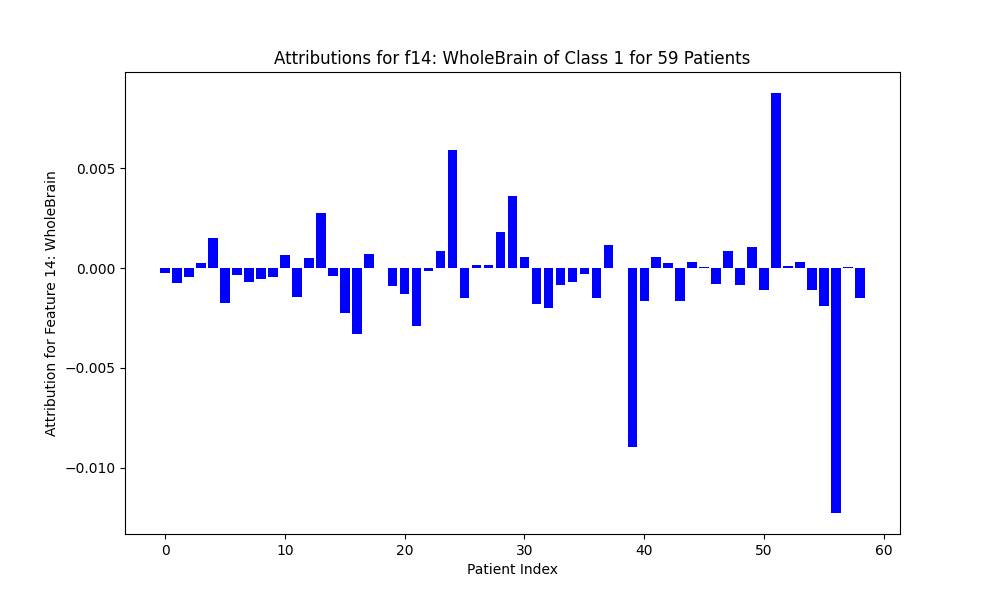 Attributions for f14: WholeBrain of Class 1 for 59 Patients
Attribution for Feature 14: WholeBrain
0.005
0.000
−0.005
−0.010
0 10 20 30 40 50 60
Patient Index